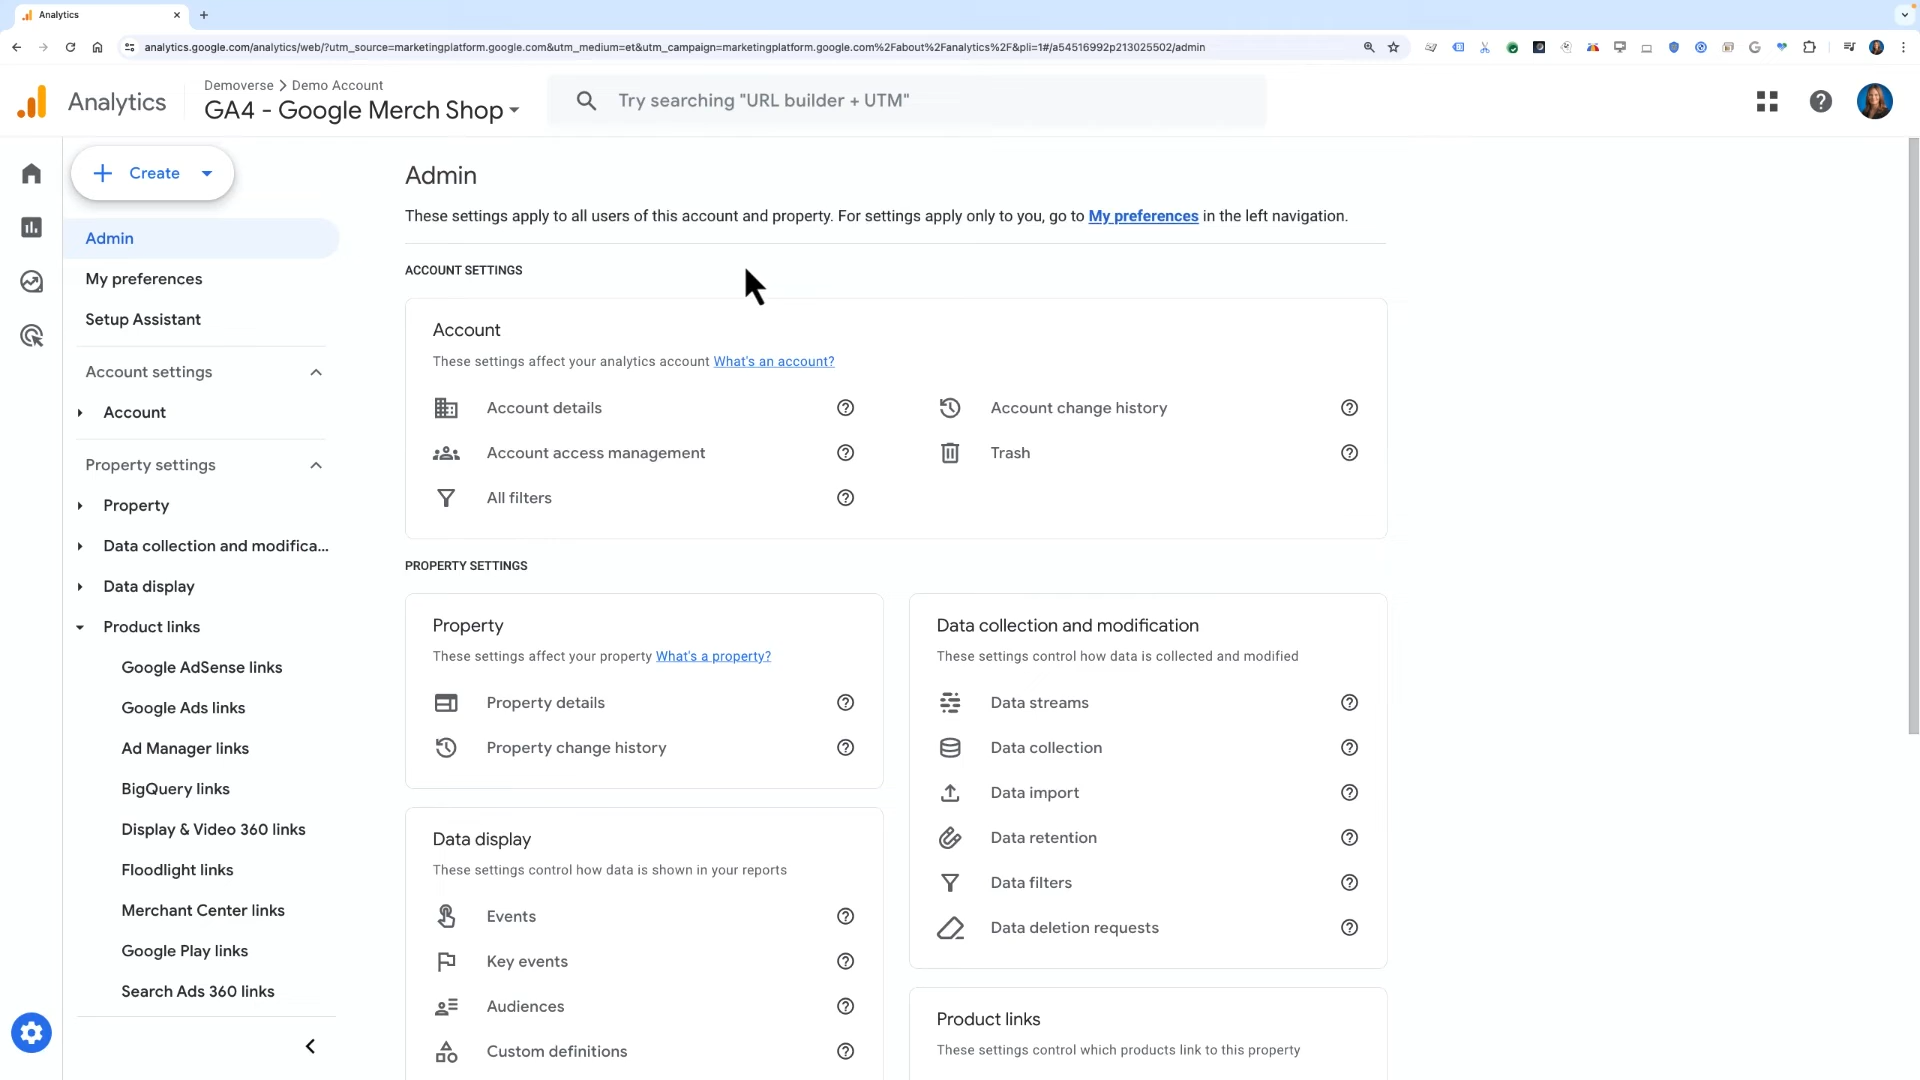 Analytics
analytics.google.com/analytics/web/?utm_source=marketingplatform.google.com&utm_medium=et&utm_campaign=marketingplatform.google.com%2Fabout%2Fanalytics%2F&pli=1#/a54516992p213025502/admin
Analytics
Demoverse > Demo Account
GA4 - Google Merch Shop
Try searching "URL builder + UTM"
Create
Admin
My preferences
Setup Assistant
Account settings
Account
Property settings
Property
Data collection and modifica...
Data display
Product links
Google AdSense links
Google Ads links
Ad Manager links
BigQuery links
Display & Video 360 links
Floodlight links
Merchant Center links
Google Play links
Search Ads 360 links
Admin
These settings apply to all users of this account and property. For settings apply only to you, go to My preferences in the left navigation.
ACCOUNT SETTINGS
Account
These settings affect your analytics account What's an account?
Account details
Account access management
All filters
Account change history
Trash
PROPERTY SETTINGS
Property
These settings affect your property What's a property?
Property details
Property change history
Data display
These settings control how data is shown in your reports
Events
Key events
Audiences
Custom definitions
Data collection and modification
These settings control how data is collected and modified
Data streams
Data collection
Data import
Data retention
Data filters
Data deletion requests
Product links
These settings control which products link to this property